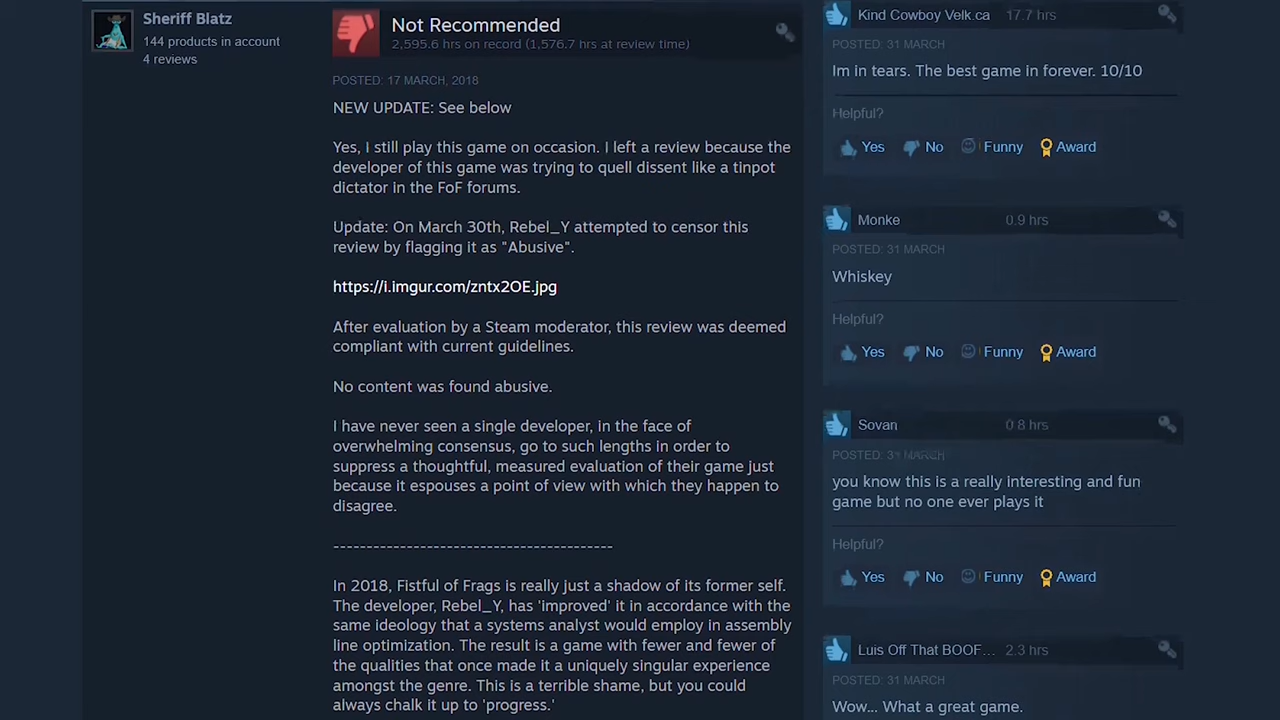 Sheriff Blatz
144 products in account
4 reviews
Not Recommended
2,595.6 hrs on record (1,576.7 hrs at review time)
POSTED: 17 MARCH, 2018
NEW UPDATE: See below
Yes, I still play this game on occasion. I left a review because the
developer of this game was trying to quell dissent like a tinpot
dictator in the FoF forums.
Update: On March 30th, Rebel_Y attempted to censor this
review by flagging it as "Abusive".
https://i.imgur.com/zntx2OE.jpg
After evaluation by a Steam moderator, this review was deemed
compliant with current guidelines.
No content was found abusive.
I have never seen a single developer, in the face of
overwhelming consensus, go to such lengths in order to
suppress a thoughtful, measured evaluation of their game just
because it espouses a point of view with which they happen to
disagree.
------------------------------------------
In 2018, Fistful of Frags is really just a shadow of its former self.
The developer, Rebel_Y, has 'improved' it in accordance with the
same ideology that a systems analyst would employ in assembly
line optimization. The result is a game with fewer and fewer of
the qualities that once made it a uniquely singular experience
amongst the genre. This is a terrible shame, but you could
always chalk it up to 'progress.'
Kind Cowboy Velk.ca 17.7 hrs
POSTED: 31 MARCH
Im in tears. The best game in forever. 10/10
Helpful?
Yes No Funny Award
Monke 0.9 hrs
POSTED: 31 MARCH
Whiskey
Helpful?
Yes No Funny Award
Sovan 0.8 hrs
POSTED: 31 MARCH
you know this is a really interesting and fun
game but no one ever plays it
Helpful?
Yes No Funny Award
Luis Off That BOOF... 2.3 hrs
POSTED: 31 MARCH
Wow... What a great game.